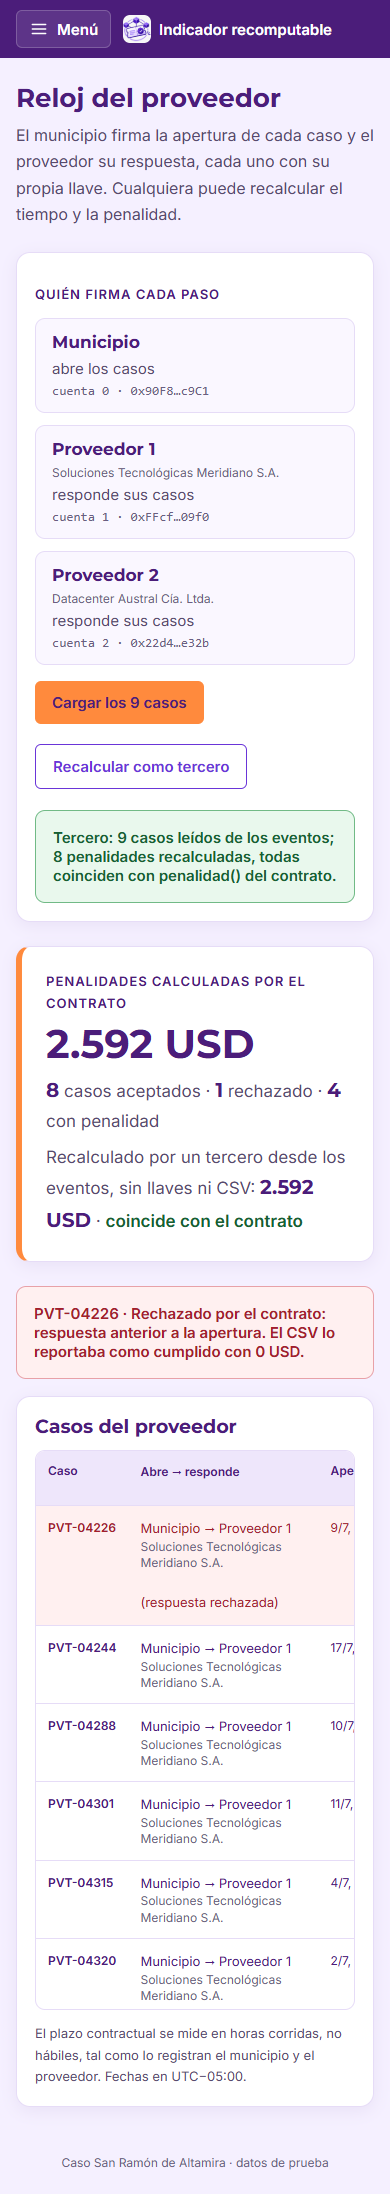 Menú
Indicador recomputable
Reloj del proveedor
El municipio firma la apertura de cada caso y el
proveedor su respuesta, cada uno con su
propia llave. Cualquiera puede recalcular el
tiempo y la penalidad.
QUIÉN FIRMA CADA PASO
Municipio
abre los casos
cuenta 0 · 0x90F8…c9C1
Proveedor 1
Soluciones Tecnológicas Meridiano S.A.
responde sus casos
cuenta 1 · 0xFFcf…09f0
Proveedor 2
Datacenter Austral Cía. Ltda.
responde sus casos
cuenta 2 · 0x22d4…e32b
Cargar los 9 casos
Recalcular como tercero
Tercero: 9 casos leídos de los eventos;
8 penalidades recalculadas, todas
coinciden con penalidad() del contrato.
PENALIDADES CALCULADAS POR EL
CONTRATO
2.592 USD
8 casos aceptados · 1 rechazado · 4
con penalidad
Recalculado por un tercero desde los
eventos, sin llaves ni CSV: 2.592
USD · coincide con el contrato
PVT-04226 · Rechazado por el contrato:
respuesta anterior a la apertura. El CSV lo
reportaba como cumplido con 0 USD.
Casos del proveedor
Caso Abre → responde Ape
PVT-04226 Municipio → Proveedor 1 9/7,
Soluciones Tecnológicas
Meridiano S.A.
(respuesta rechazada)
PVT-04244 Municipio → Proveedor 1 17/7,
Soluciones Tecnológicas
Meridiano S.A.
PVT-04288 Municipio → Proveedor 1 10/7,
Soluciones Tecnológicas
Meridiano S.A.
PVT-04301 Municipio → Proveedor 1 11/7,
Soluciones Tecnológicas
Meridiano S.A.
PVT-04315 Municipio → Proveedor 1 4/7,
Soluciones Tecnológicas
Meridiano S.A.
PVT-04320 Municipio → Proveedor 1 2/7,
Soluciones Tecnológicas
Meridiano S.A.
El plazo contractual se mide en horas corridas, no
hábiles, tal como lo registran el municipio y el
proveedor. Fechas en UTC−05:00.
Caso San Ramón de Altamira · datos de prueba